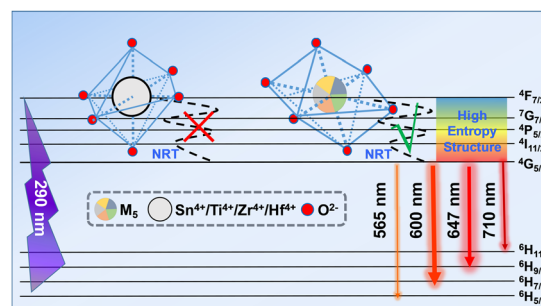 ⁴F₇/
⁷G₇/
⁴P₅/
⁴I₁₁/
⁴G₅/
High
Entropy
Structure
NRT
NRT
290 nm
M₅
Sn⁴⁺/Ti⁴⁺/Zr⁴⁺/Hf⁴⁺
O²⁻
565 nm
600 nm
647 nm
710 nm
⁶H₁₁
⁶H₉/
⁶H₇/
⁶H₅/